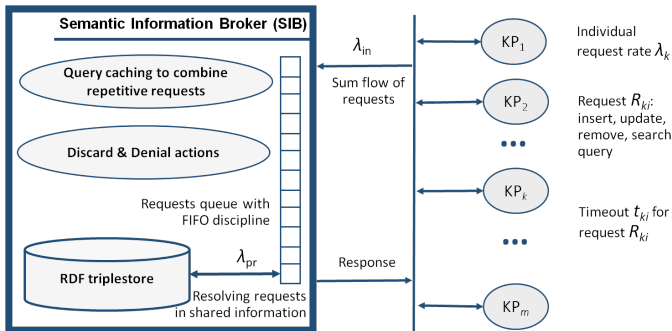 Semantic Information Broker (SIB)
Query caching to combine
repetitive requests
Discard & Denial actions
Requests queue with
FIFO discipline
RDF triplestore
λpr
Resolving requests
in shared information
λin
Sum flow of
requests
Response
KP1
KP2
KPk
KPm
Individual
request rate λk
Request Rki:
insert, update,
remove, search
query
Timeout tki for
request Rki